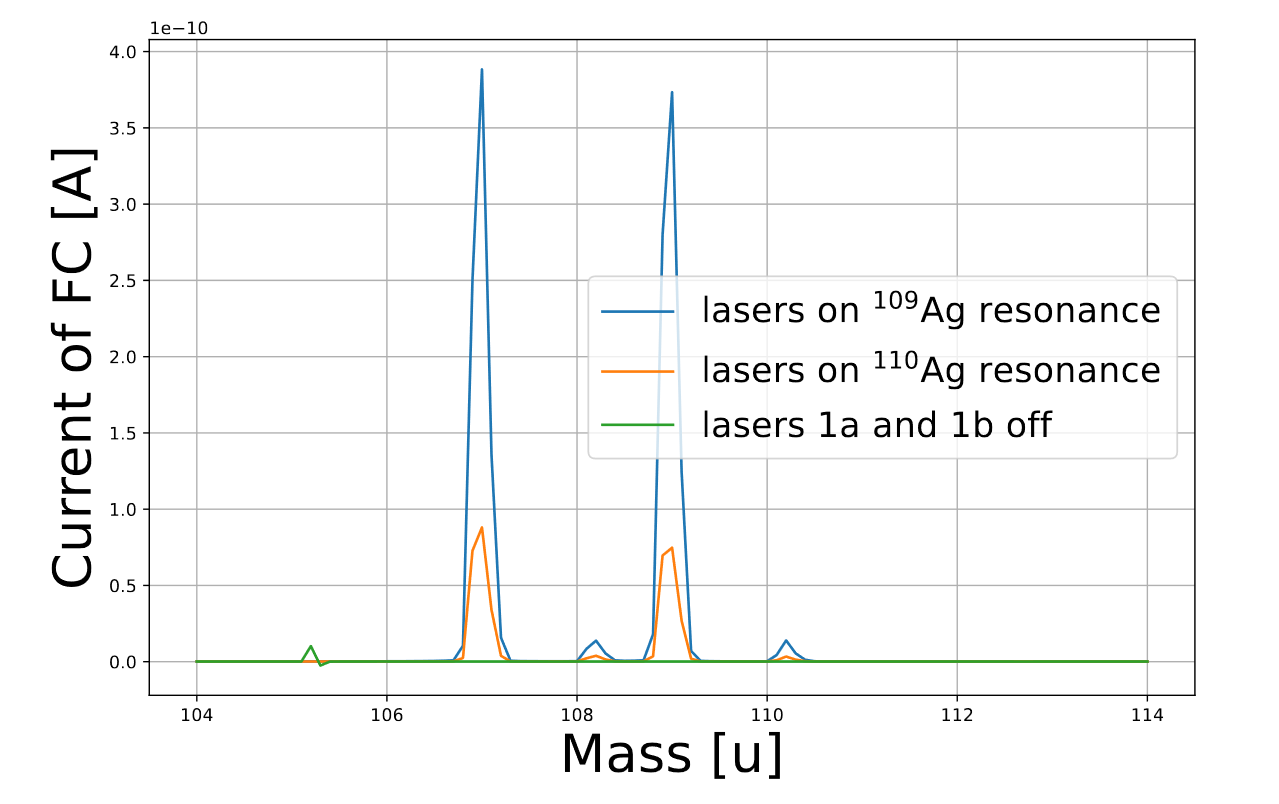 1e−10
4.0
3.5
3.0
2.5
2.0
1.5
1.0
0.5
0.0
Current of FC [A]
lasers on ¹⁰⁹Ag resonance
lasers on ¹¹⁰Ag resonance
lasers 1a and 1b off
104 106 108 110 112 114
Mass [u]